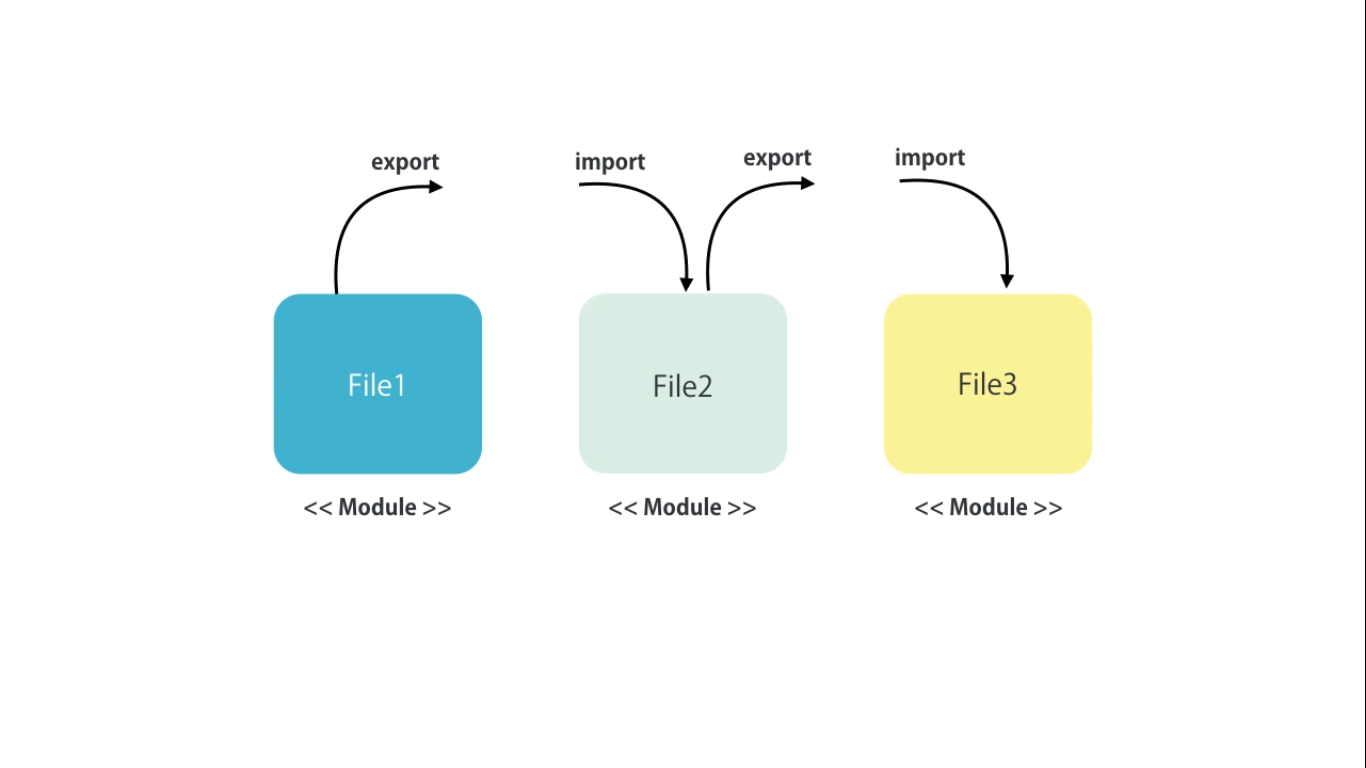 export
import
export
import
File1
File2
File3
<< Module >>
<< Module >>
<< Module >>